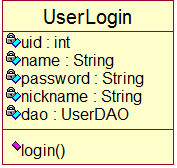 UserLogin
uid : int
name : String
password : String
nickname : String
dao : UserDAO
login()